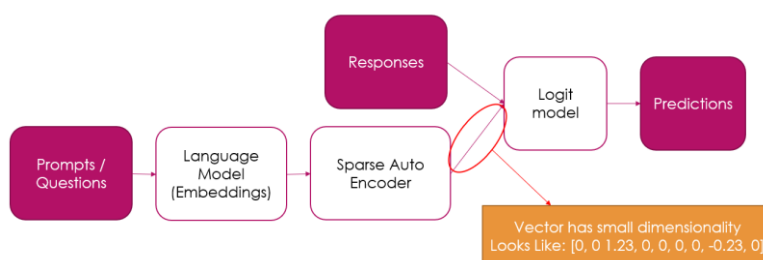 Responses
Logit
model
Predictions
Prompts /
Questions
Language
Model
(Embeddings)
Sparse Auto
Encoder
Vector has small dimensionality
Looks Like: [0, 0 1.23, 0, 0, 0, 0, -0.23, 0]